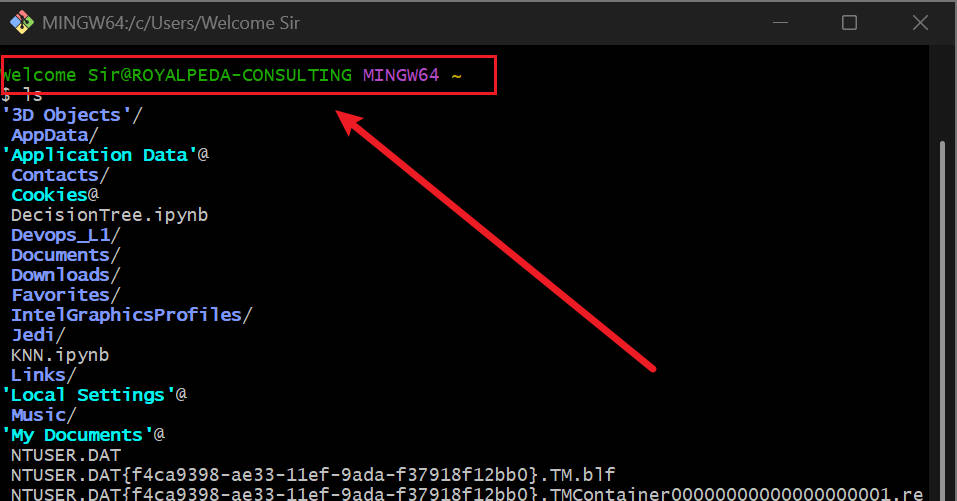 MINGW64:/c/Users/Welcome Sir
Welcome Sir@ROYALPEDA-CONSULTING MINGW64 ~
$ ls
'3D Objects'/
AppData/
'Application Data'@
Contacts/
Cookies@
DecisionTree.ipynb
Devops_L1/
Documents/
Downloads/
Favorites/
IntelGraphicsProfiles/
Jedi/
KNN.ipynb
Links/
'Local Settings'@
Music/
'My Documents'@
NTUSER.DAT
NTUSER.DAT{f4ca9398-ae33-11ef-9ada-f37918f12bb0}.TM.blf
NTUSER.DAT{f4ca9398-ae33-11ef-9ada-f37918f12bb0}.TMContainer00000000000000000001.re